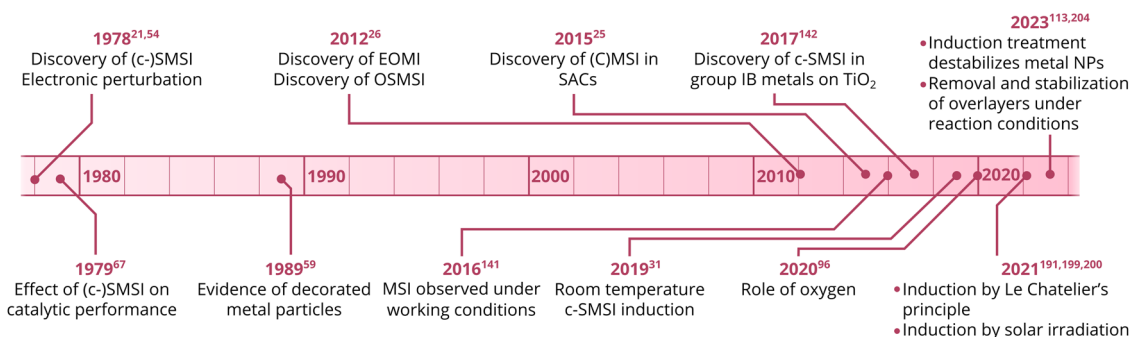 1978²¹,⁵⁴
Discovery of (c-)SMSI
Electronic perturbation
2012²⁶
Discovery of EOMI
Discovery of OSMSI
2015²⁵
Discovery of (C)MSI in
SACs
2017¹⁴²
Discovery of c-SMSI in
group IB metals on TiO₂
2023¹¹³,²⁰⁴
•Induction treatment
destabilizes metal NPs
•Removal and stabilization
of overlayers under
reaction conditions
1980
1990
2000
2010
2020
1979⁶⁷
Effect of (c-)SMSI on
catalytic performance
1989⁵⁹
Evidence of decorated
metal particles
2016¹⁴¹
MSI observed under
working conditions
2019³¹
Room temperature
c-SMSI induction
2020⁹⁶
Role of oxygen
2021¹⁹¹,¹⁹⁹,²⁰⁰
•Induction by Le Chatelier’s
principle
•Induction by solar irradiation